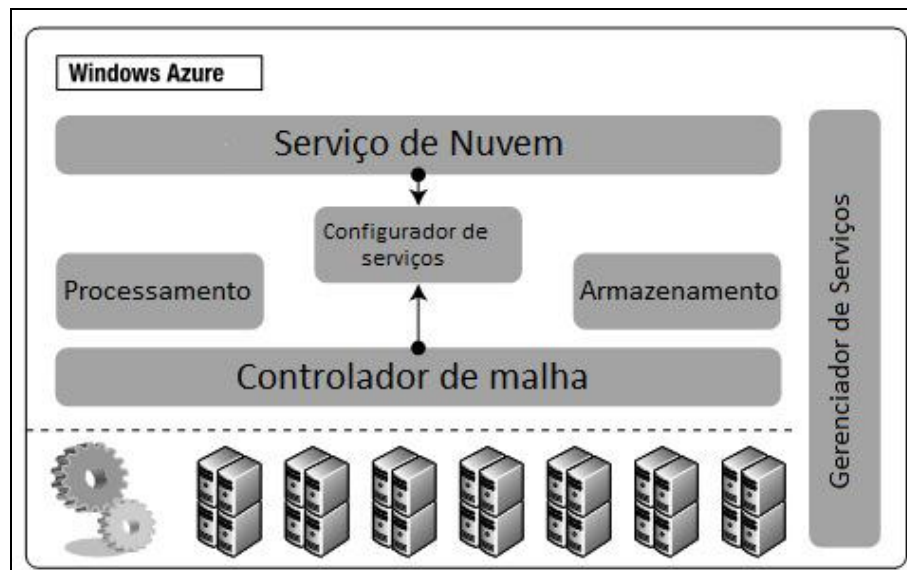 Windows Azure
Serviço de Nuvem
Configurador de
serviços
Processamento
Armazenamento
Controlador de malha
Gerenciador de Serviços